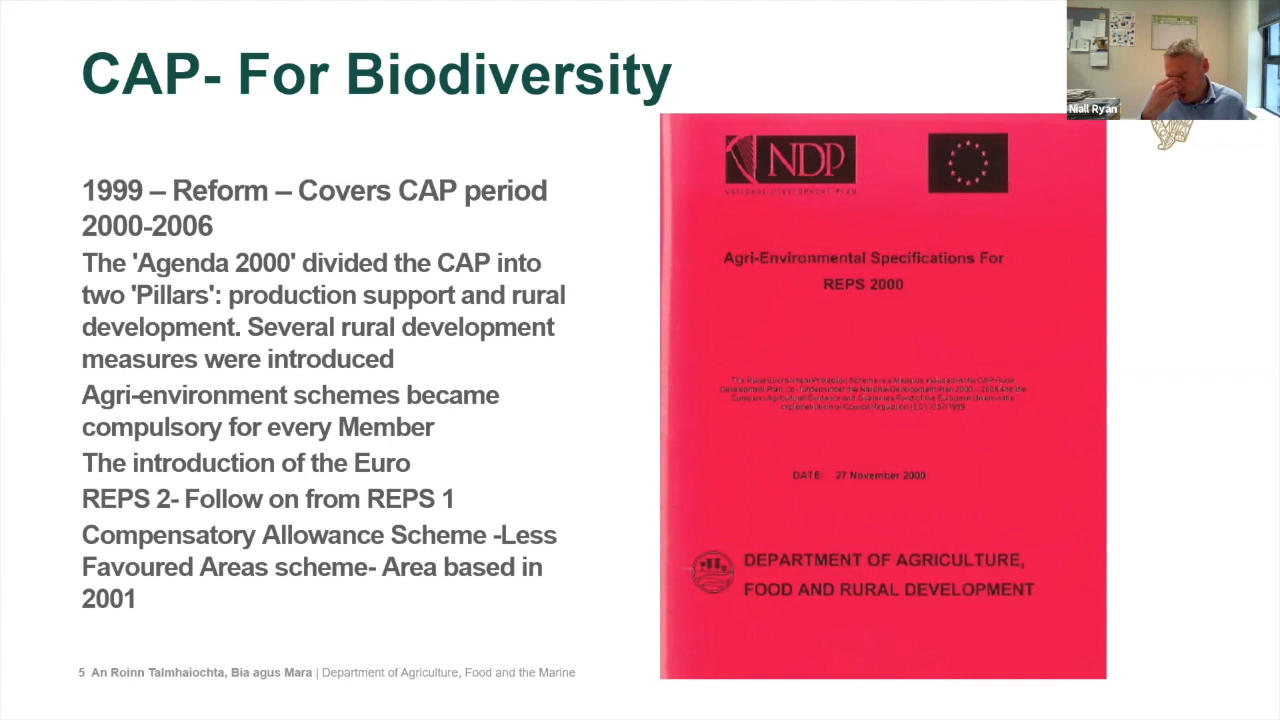 CAP- For Biodiversity
Niall Ryan
1999 – Reform – Covers CAP period
2000-2006
The 'Agenda 2000' divided the CAP into
two 'Pillars': production support and rural
development. Several rural development
measures were introduced
Agri-environment schemes became
compulsory for every Member
The introduction of the Euro
REPS 2- Follow on from REPS 1
Compensatory Allowance Scheme -Less
Favoured Areas scheme- Area based in
2001
NDP
NATIONAL DEVELOPMENT PLAN
Agri-Environmental Specifications For
REPS 2000
DATE: 27 November 2000
DEPARTMENT OF AGRICULTURE,
FOOD AND RURAL DEVELOPMENT
5 An Roinn Talmhaíochta, Bia agus Mara | Department of Agriculture, Food and the Marine